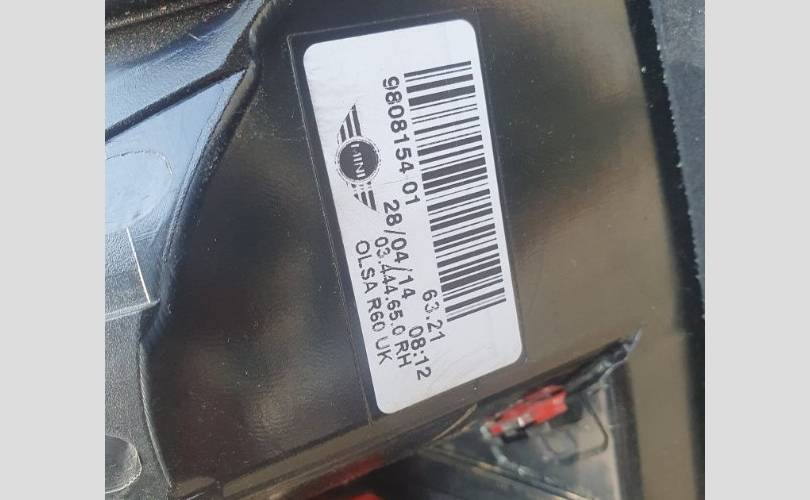 9808154 01 63.21
MINI
28/04/14 08:12
03.444.65.0 RH
OLSA R60 UK